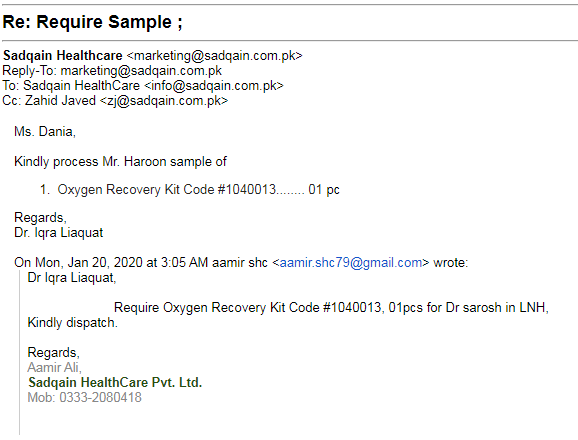 Re: Require Sample ;
Sadqain Healthcare <marketing@sadqain.com.pk>
Reply-To: marketing@sadqain.com.pk
To: Sadqain HealthCare <info@sadqain.com.pk>
Cc: Zahid Javed <zj@sadqain.com.pk>
Ms. Dania,
Kindly process Mr. Haroon sample of
1. Oxygen Recovery Kit Code #1040013........ 01 pc
Regards,
Dr. Iqra Liaquat
On Mon, Jan 20, 2020 at 3:05 AM aamir shc <aamir.shc79@gmail.com> wrote:
Dr Iqra Liaquat,
Require Oxygen Recovery Kit Code #1040013, 01pcs for Dr sarosh in LNH,
Kindly dispatch.
Regards,
Aamir Ali,
Sadqain HealthCare Pvt. Ltd.
Mob: 0333-2080418